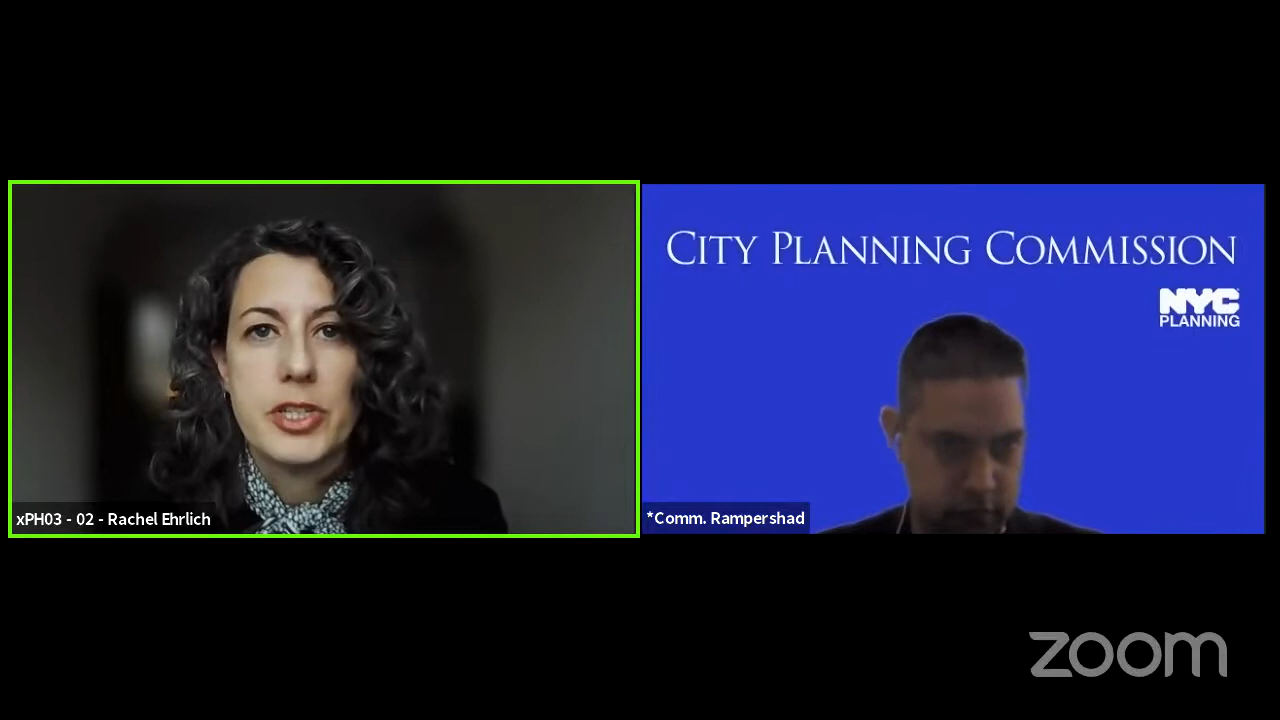 CITY PLANNING COMMISSION
NYC
PLANNING
xPH03 - 02 - Rachel Ehrlich
*Comm. Rampershad
zoom